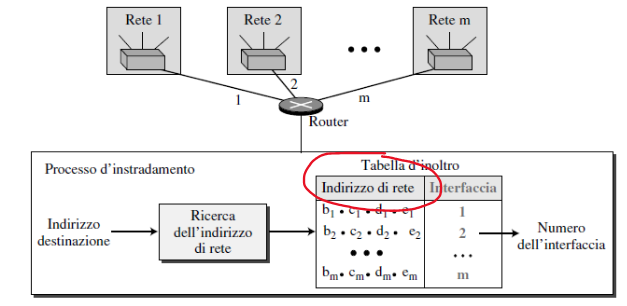 Rete 1
Rete 2
Rete m
•••
1
2
m
Router
Processo d'instradamento
Tabella d'inoltro
Indirizzo di rete Interfaccia
Indirizzo
destinazione
Ricerca
dell'indirizzo
di rete
b₁ • c₁ • d₁ • e₁ 1
b₂ • c₂ • d₂ • e₂ 2
••• •••
bₘ • cₘ • dₘ • eₘ m
Numero
dell'interfaccia